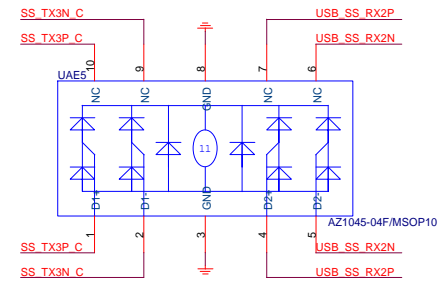 SS_TX3N_C USB_SS_RX2P
SS_TX3P_C USB_SS_RX2N
10 9 8 7 6
UAE5
NC NC GND NC NC
11
D1+ D1- GND D2+ D2-
AZ1045-04F/MSOP10
1 2 3 4 5
SS_TX3P_C USB_SS_RX2N
SS_TX3N_C USB_SS_RX2P